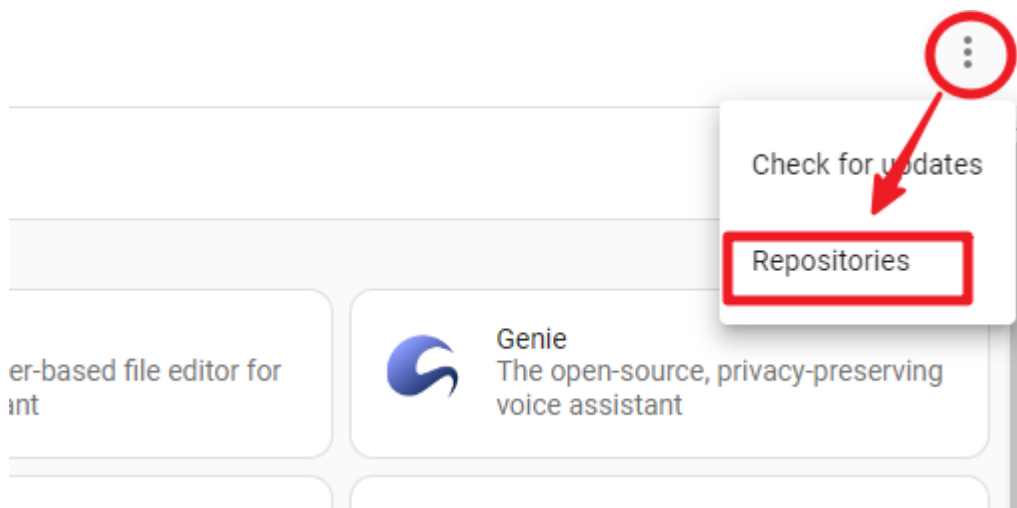 Check for updates
Repositories
er-based file editor for
ant
Genie
The open-source, privacy-preserving
voice assistant